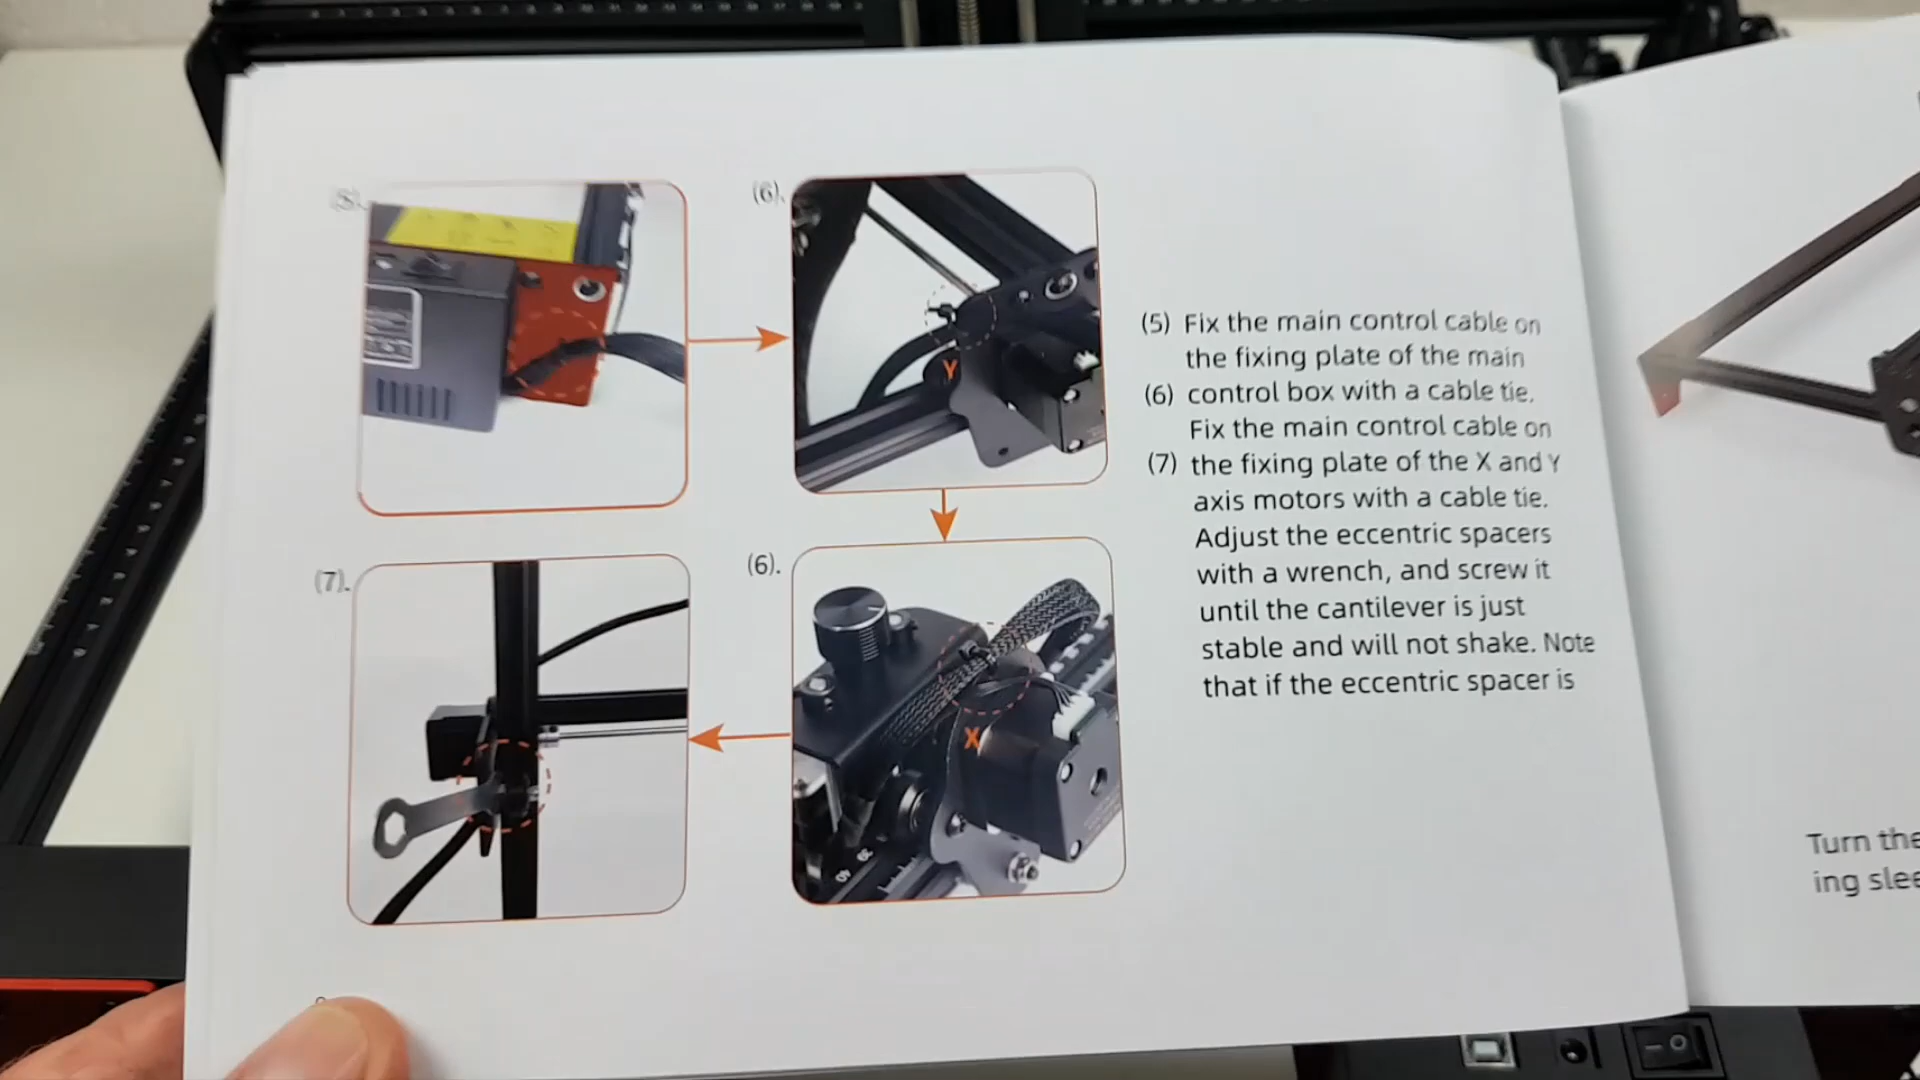 (5).
(6).
Y
(5) Fix the main control cable on
the fixing plate of the main
(6) control box with a cable tie.
Fix the main control cable on
(7) the fixing plate of the X and Y
axis motors with a cable tie.
Adjust the eccentric spacers
with a wrench, and screw it
until the cantilever is just
stable and will not shake. Note
that if the eccentric spacer is
(7).
(6).
X
39
40
Turn the
ing slee